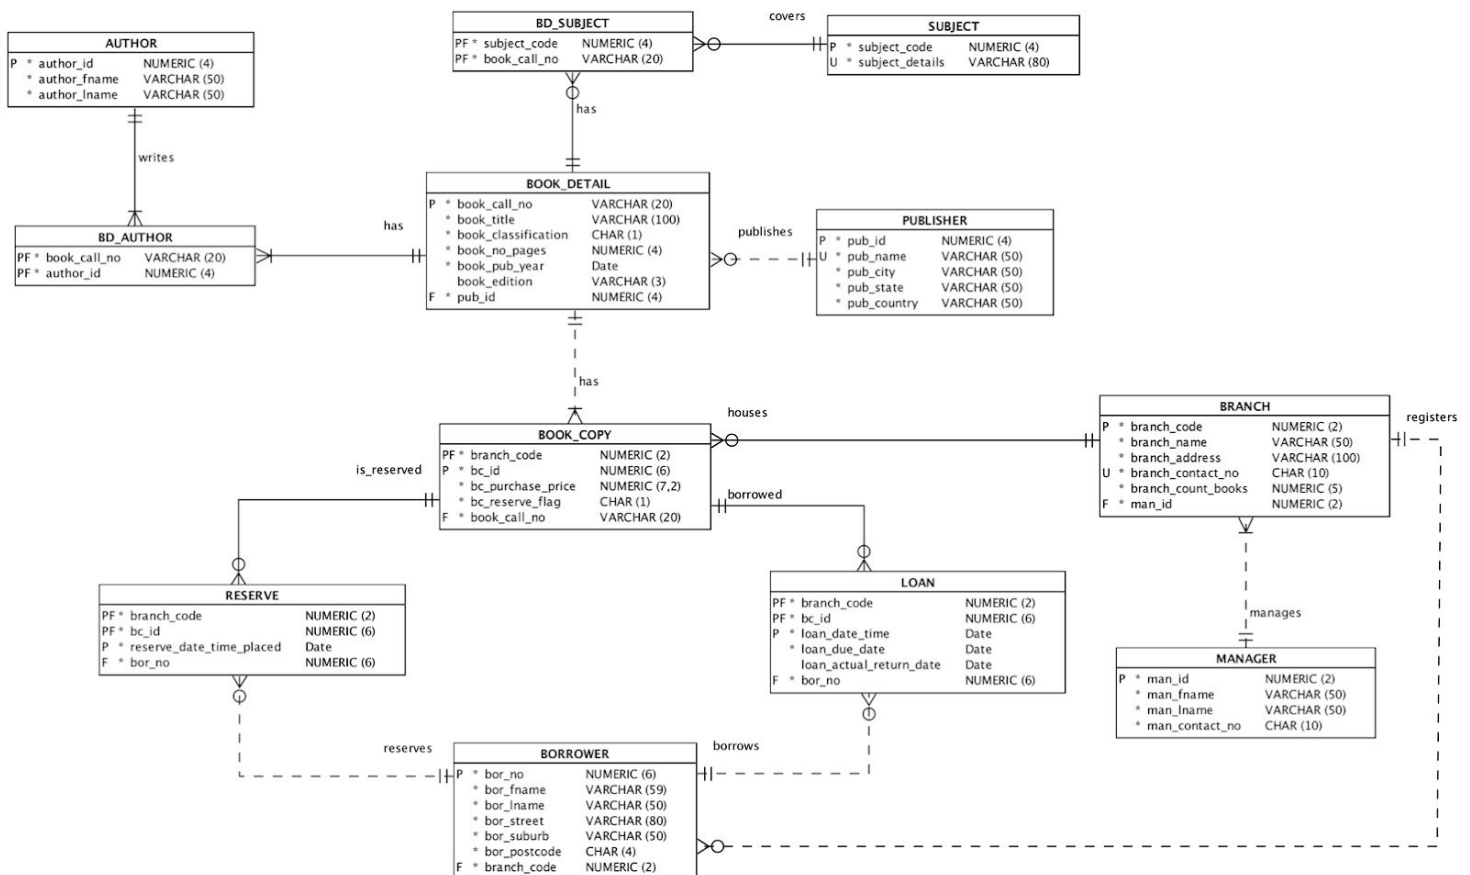 BD_SUBJECT
PF * subject_code NUMERIC (4)
PF * book_call_no VARCHAR (20)
covers
SUBJECT
P * subject_code NUMERIC (4)
U * subject_details VARCHAR (80)
AUTHOR
P * author_id NUMERIC (4)
* author_fname VARCHAR (50)
* author_lname VARCHAR (50)
has
writes
BOOK_DETAIL
P * book_call_no VARCHAR (20)
* book_title VARCHAR (100)
* book_classification CHAR (1)
* book_no_pages NUMERIC (4)
* book_pub_year Date
book_edition VARCHAR (3)
F * pub_id NUMERIC (4)
BD_AUTHOR
PF * book_call_no VARCHAR (20)
PF * author_id NUMERIC (4)
has
publishes
PUBLISHER
P * pub_id NUMERIC (4)
U * pub_name VARCHAR (50)
* pub_city VARCHAR (50)
* pub_state VARCHAR (50)
* pub_country VARCHAR (50)
has
houses
BOOK_COPY
PF * branch_code NUMERIC (2)
P * bc_id NUMERIC (6)
* bc_purchase_price NUMERIC (7,2)
* bc_reserve_flag CHAR (1)
F * book_call_no VARCHAR (20)
BRANCH
P * branch_code NUMERIC (2)
* branch_name VARCHAR (50)
* branch_address VARCHAR (100)
U * branch_contact_no CHAR (10)
* branch_count_books NUMERIC (5)
F * man_id NUMERIC (2)
registers
is_reserved
borrowed
RESERVE
PF * branch_code NUMERIC (2)
PF * bc_id NUMERIC (6)
P * reserve_date_time_placed Date
F * bor_no NUMERIC (6)
LOAN
PF * branch_code NUMERIC (2)
PF * bc_id NUMERIC (6)
P * loan_date_time Date
* loan_due_date Date
loan_actual_return_date Date
F * bor_no NUMERIC (6)
manages
MANAGER
P * man_id NUMERIC (2)
* man_fname VARCHAR (50)
* man_lname VARCHAR (50)
* man_contact_no CHAR (10)
reserves
borrows
BORROWER
P * bor_no NUMERIC (6)
* bor_fname VARCHAR (59)
* bor_lname VARCHAR (50)
* bor_street VARCHAR (80)
* bor_suburb VARCHAR (50)
* bor_postcode CHAR (4)
F * branch_code NUMERIC (2)